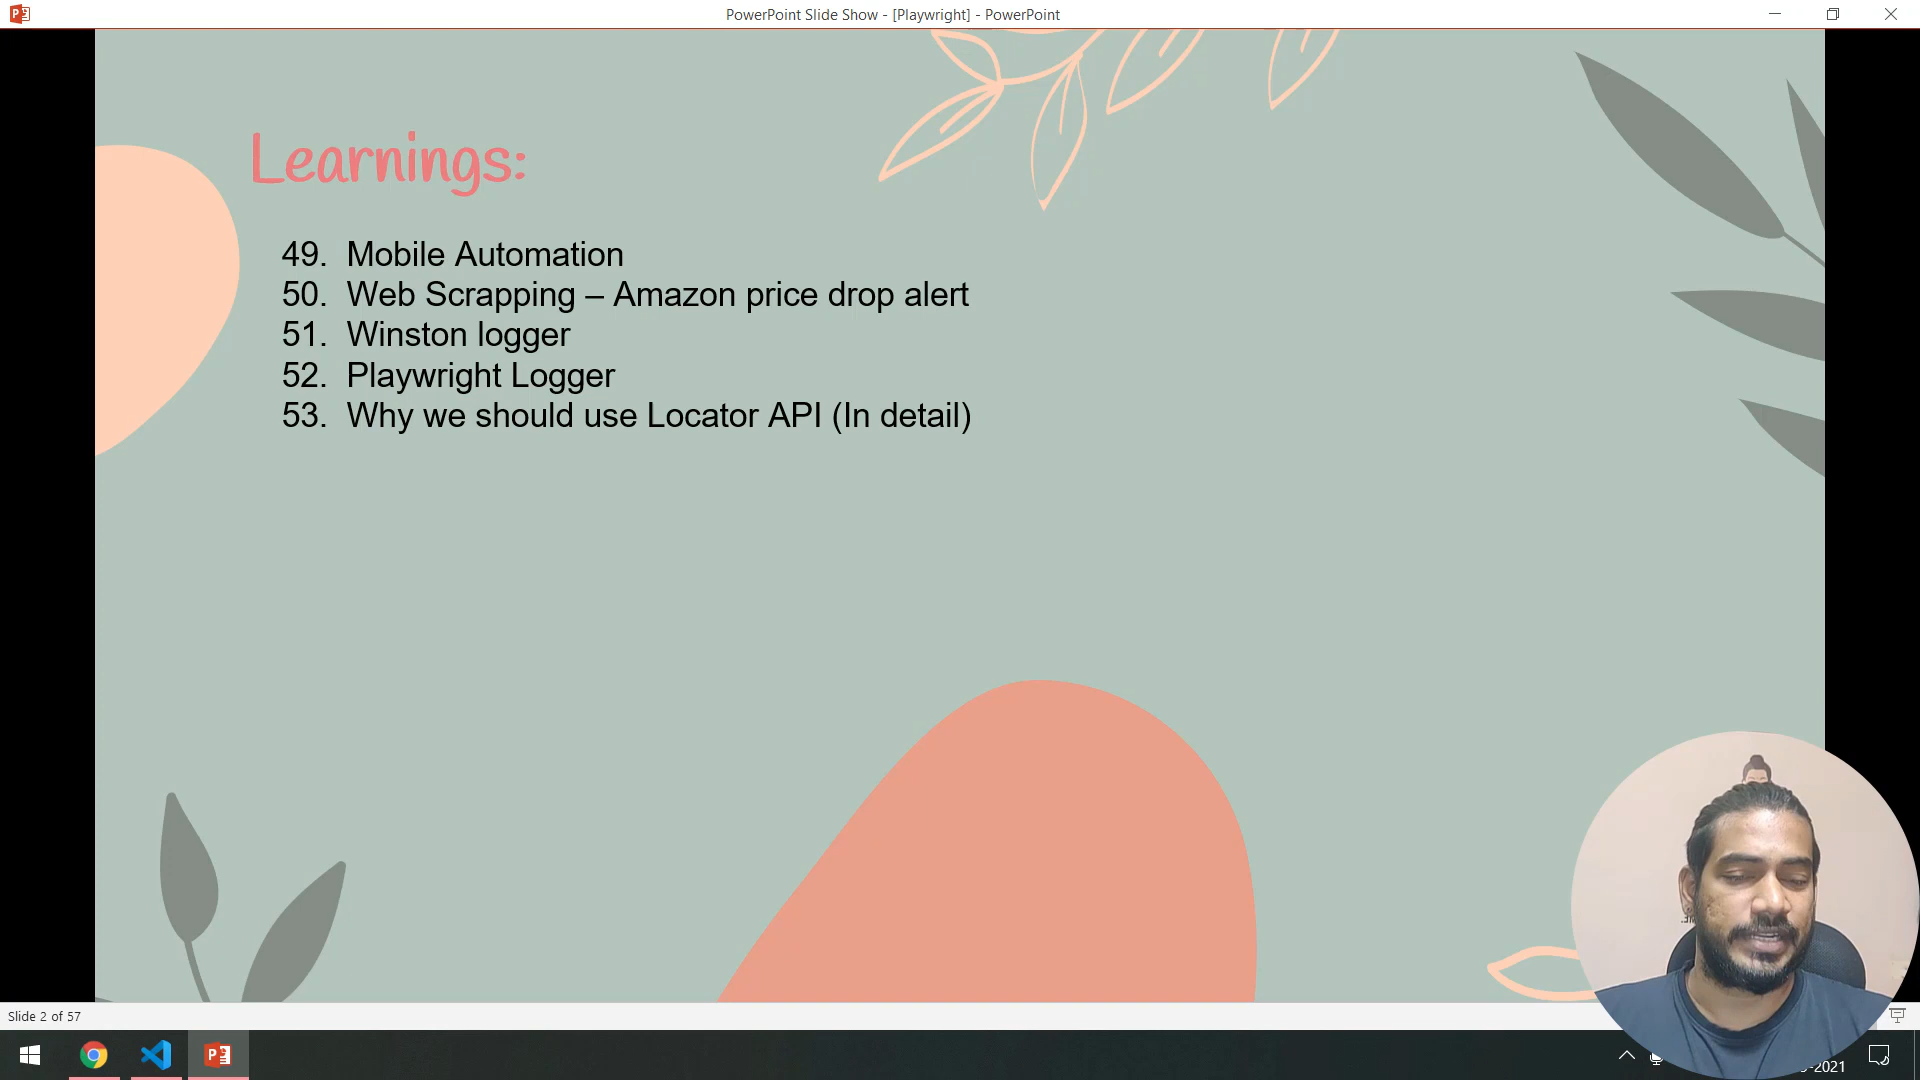 PowerPoint Slide Show - [Playwright] - PowerPoint
Learnings:
49. Mobile Automation
50. Web Scrapping – Amazon price drop alert
51. Winston logger
52. Playwright Logger
53. Why we should use Locator API (In detail)
Slide 2 of 57
-2021